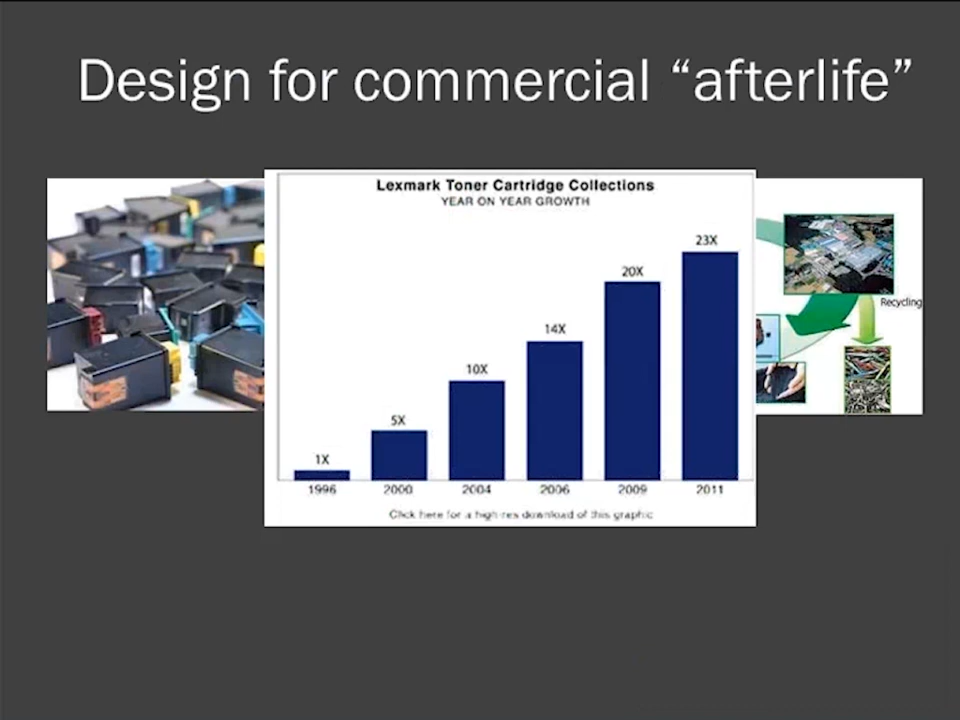 Design for commercial “afterlife”
Lexmark Toner Cartridge Collections
YEAR ON YEAR GROWTH
23X
20X
14X
10X
5X
1X
Recycling
1996 2000 2004 2006 2009 2011
Click here for a high-res download of this graphic